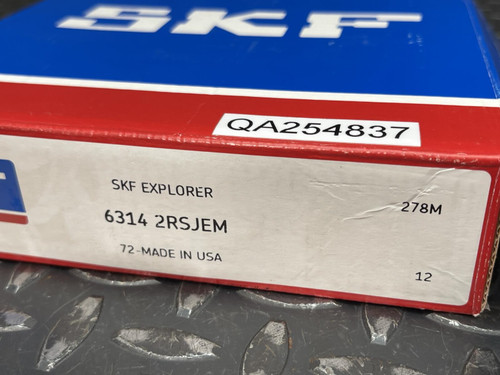 SKF
QA254837
SKF EXPLORER
278M
6314 2RSJEM
72-MADE IN USA
12